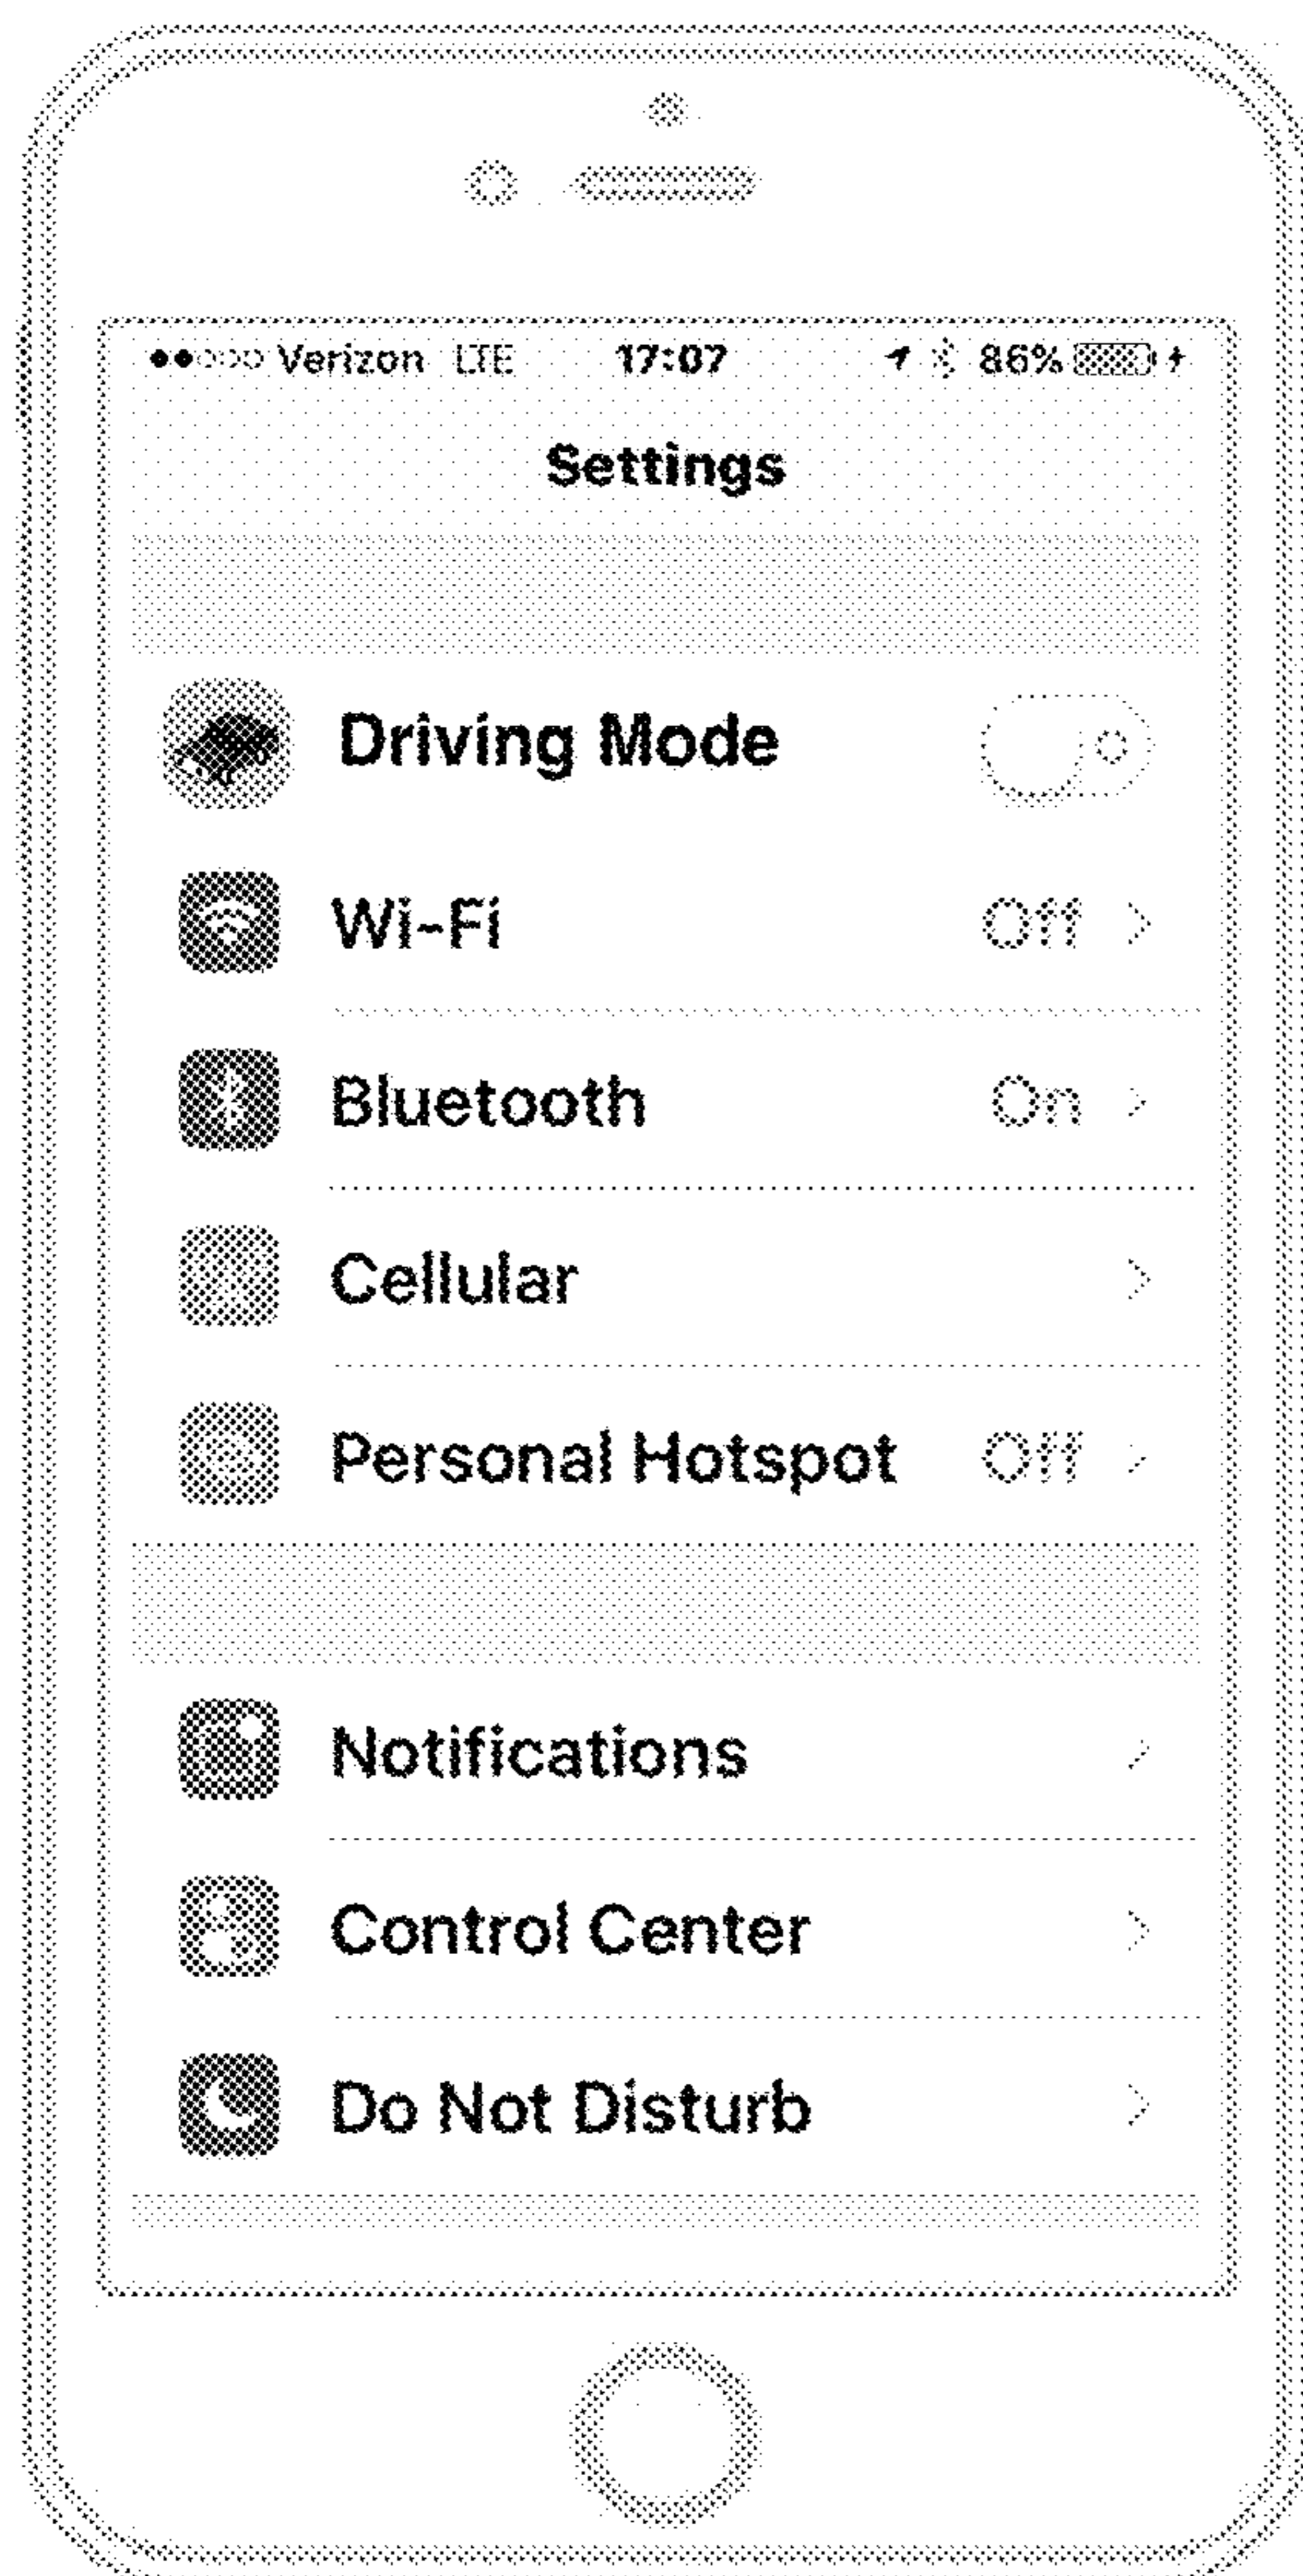 Verizon LTE 17:07 86%
Settings
Driving Mode
Wi-Fi Off
Bluetooth On
Cellular
Personal Hotspot Off
Notifications
Control Center
Do Not Disturb